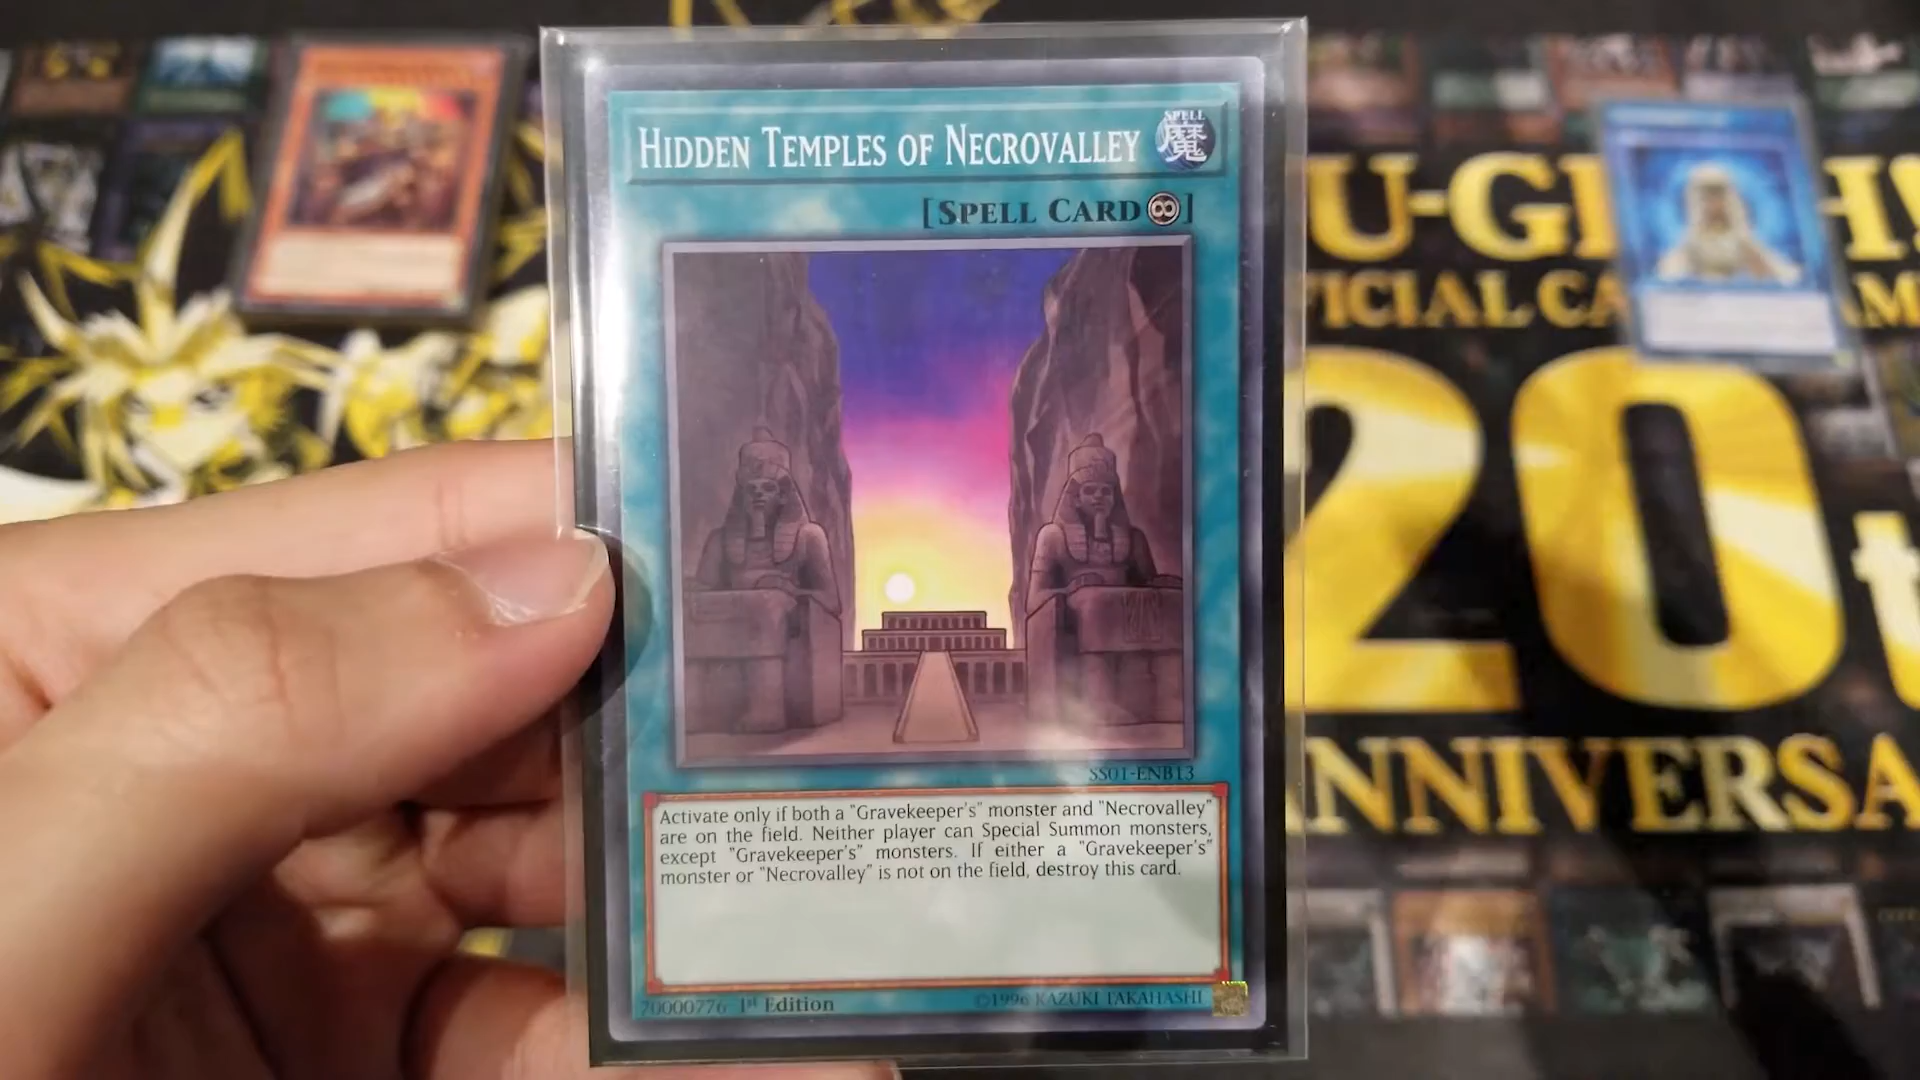 HIDDEN TEMPLES OF NECROVALLEY
SPELL
魔
[SPELL CARD]
SS01-ENB13
Activate only if both a "Gravekeeper's" monster and "Necrovalley"
are on the field. Neither player can Special Summon monsters,
except "Gravekeeper's" monsters. If either a "Gravekeeper's"
monster or "Necrovalley" is not on the field, destroy this card.
70000776 1st Edition
©1996 KAZUKI TAKAHASHI
U-G H!
ICIAL CA AM
20t
NNIVERSA